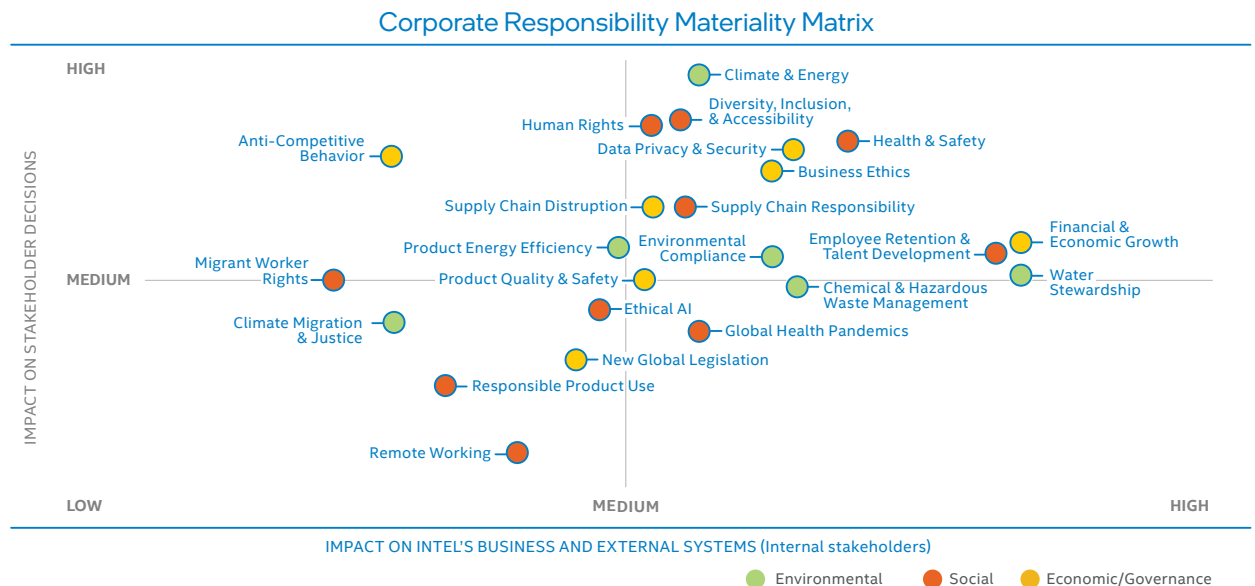 Corporate Responsibility Materiality Matrix
HIGH
Climate & Energy
Diversity, Inclusion,
& Accessibility
Human Rights
Anti-Competitive
Behavior
Health & Safety
Data Privacy & Security
Business Ethics
Supply Chain Distruption
Supply Chain Responsibility
Financial &
Economic Growth
Employee Retention &
Talent Development
Environmental
Compliance
Product Energy Efficiency
Migrant Worker
Rights
MEDIUM
Product Quality & Safety
Water
Stewardship
Chemical & Hazardous
Waste Management
Ethical AI
Climate Migration
& Justice
Global Health Pandemics
New Global Legislation
Responsible Product Use
Remote Working
IMPACT ON STAKEHOLDER DECISIONS
LOW
MEDIUM
HIGH
IMPACT ON INTEL'S BUSINESS AND EXTERNAL SYSTEMS (Internal stakeholders)
Environmental
Social
Economic/Governance